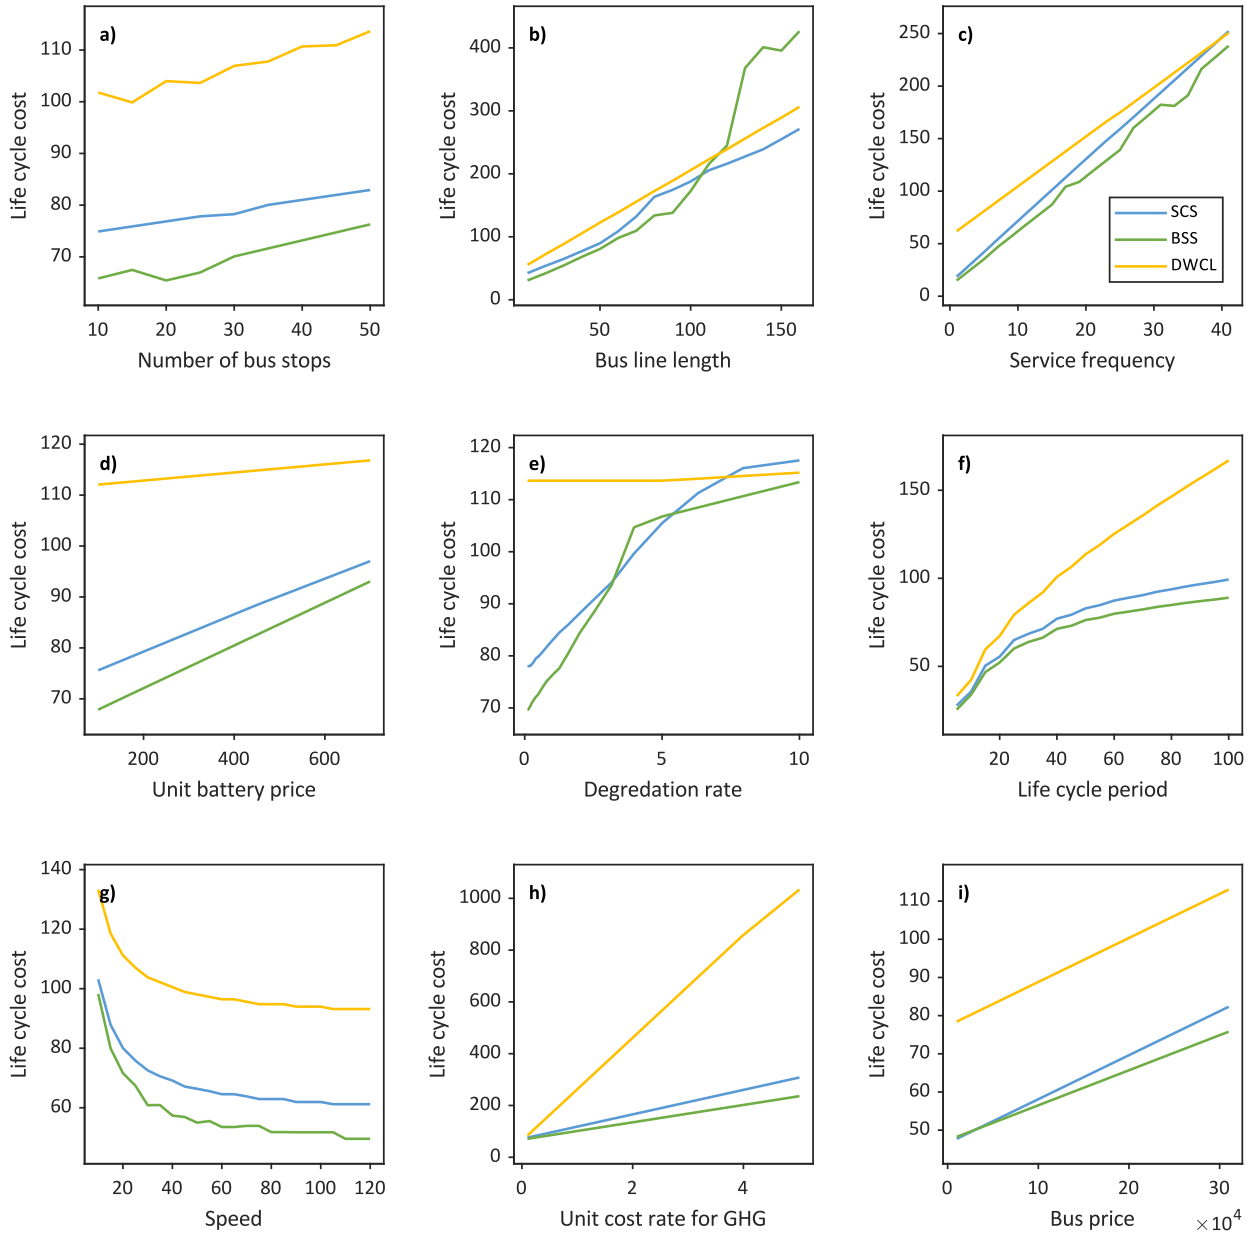 a)
110
100
90
80
70
10 20 30 40 50
Life cycle cost
Number of bus stops
b)
400
300
200
100
0
50 100 150
Life cycle cost
Bus line length
c)
250
200
150
100
50
0
0 10 20 30 40
Life cycle cost
Service frequency
SCS
BSS
DWCL
d)
120
110
100
90
80
70
200 400 600
Life cycle cost
Unit battery price
e)
120
110
100
90
80
70
0 5 10
Life cycle cost
Degredation rate
f)
150
100
50
20 40 60 80 100
Life cycle cost
Life cycle period
g)
140
120
100
80
60
20 40 60 80 100 120
Life cycle cost
Speed
h)
1000
800
600
400
200
0
0 2 4
Life cycle cost
Unit cost rate for GHG
i)
110
100
90
80
70
60
50
0 10 20 30
Life cycle cost
Bus price
×10⁴